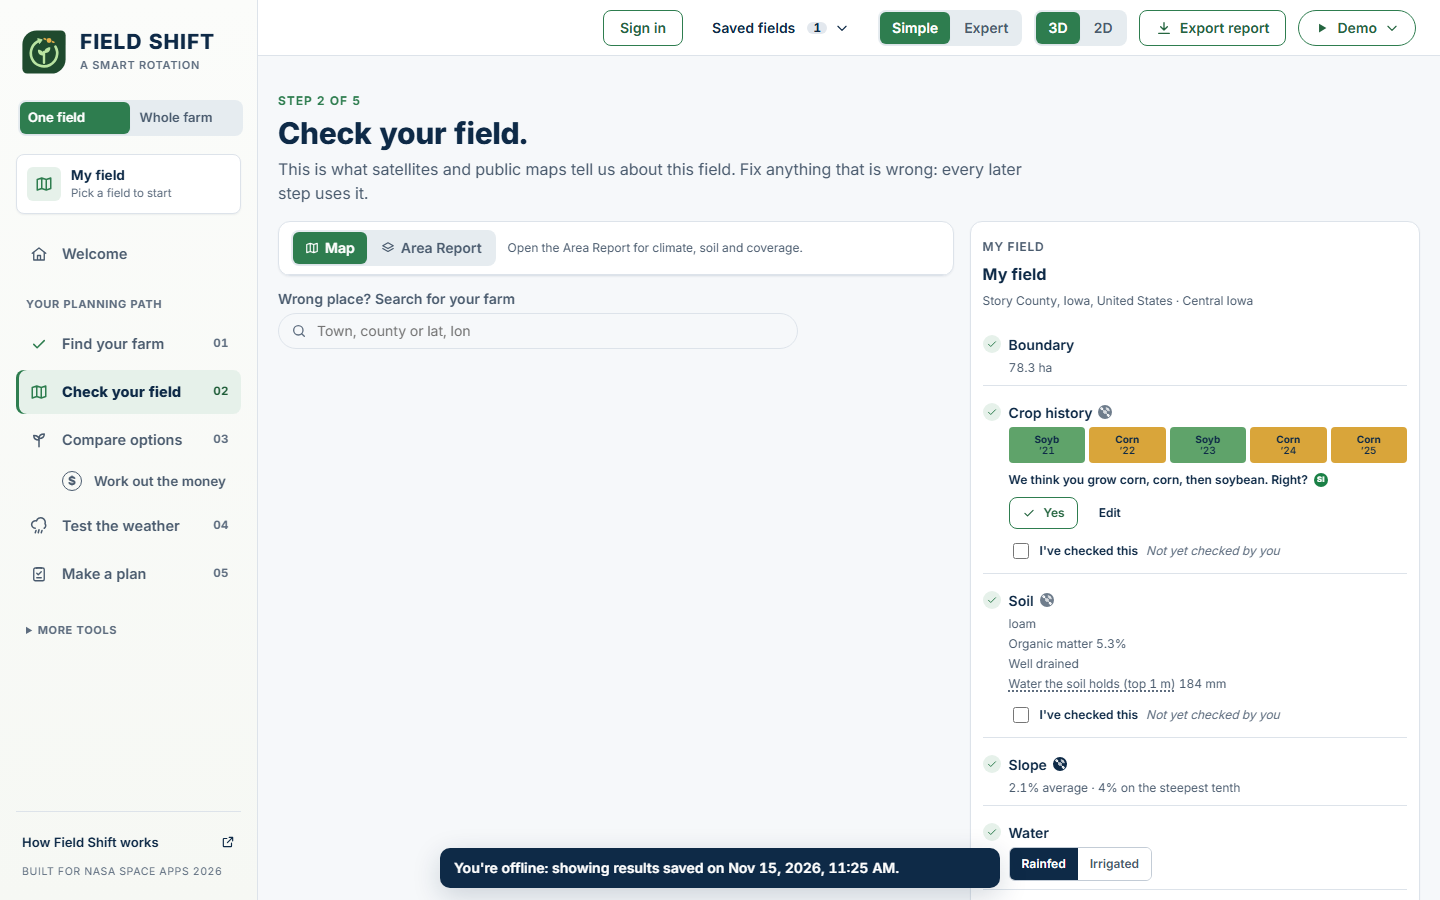 FIELD SHIFT
A SMART ROTATION
One field
Whole farm
My field
Pick a field to start
Welcome
YOUR PLANNING PATH
Find your farm 01
Check your field 02
Compare options 03
$ Work out the money
Test the weather 04
Make a plan 05
MORE TOOLS
How Field Shift works
BUILT FOR NASA SPACE APPS 2026
Sign in
Saved fields 1
Simple
Expert
3D
2D
Export report
Demo
STEP 2 OF 5
Check your field.
This is what satellites and public maps tell us about this field. Fix anything that is wrong: every later
step uses it.
Map
Area Report
Open the Area Report for climate, soil and coverage.
Wrong place? Search for your farm
Town, county or lat, lon
MY FIELD
My field
Story County, Iowa, United States · Central Iowa
Boundary
78.3 ha
Crop history
Soyb '21
Corn '22
Soyb '23
Corn '24
Corn '25
We think you grow corn, corn, then soybean. Right? SI
Yes
Edit
I've checked this Not yet checked by you
Soil
loam
Organic matter 5.3%
Well drained
Water the soil holds (top 1 m) 184 mm
I've checked this Not yet checked by you
Slope
2.1% average · 4% on the steepest tenth
Water
Rainfed
Irrigated
You're offline: showing results saved on Nov 15, 2026, 11:25 AM.